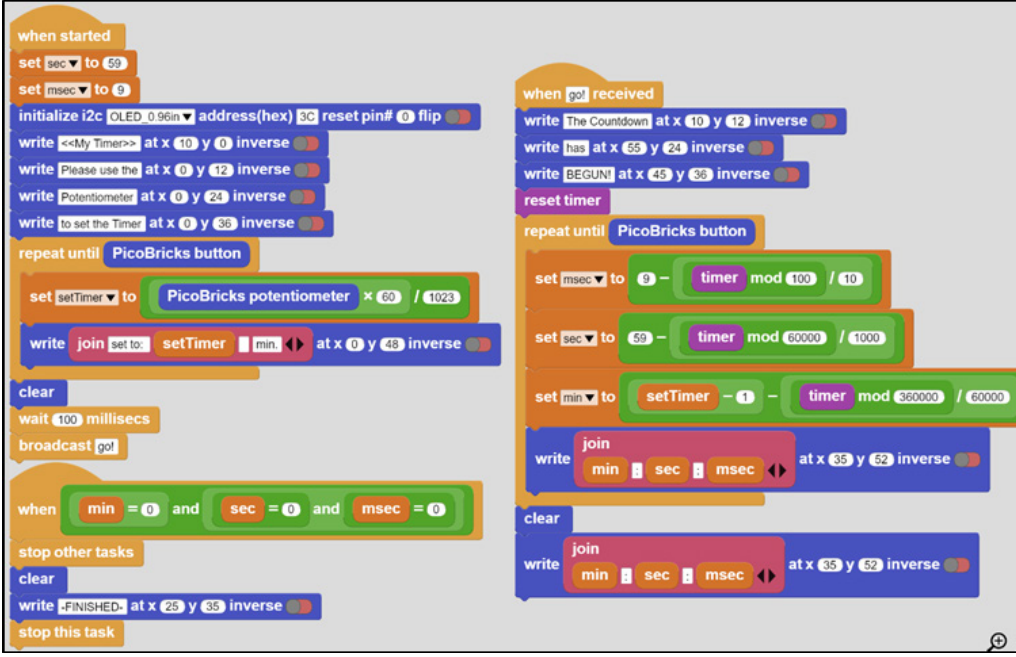 when started
set sec to 59
set msec to 9
initialize i2c OLED_0.96in address(hex) 3C reset pin# 0 flip
write <<My Timer>> at x 10 y 0 inverse
write Please use the at x 0 y 12 inverse
write Potentiometer at x 0 y 24 inverse
write to set the Timer at x 0 y 36 inverse
repeat until PicoBricks button
set setTimer to PicoBricks potentiometer × 60 / 1023
write join set to: setTimer min. at x 0 y 48 inverse
clear
wait 100 millisecs
broadcast go!
when min = 0 and sec = 0 and msec = 0
stop other tasks
clear
write -FINISHED- at x 25 y 35 inverse
stop this task
when go! received
write The Countdown at x 10 y 12 inverse
write has at x 55 y 24 inverse
write BEGUN! at x 45 y 36 inverse
reset timer
repeat until PicoBricks button
set msec to 9 − timer mod 100 / 10
set sec to 59 − timer mod 60000 / 1000
set min to setTimer − 1 − timer mod 360000 / 60000
join
write min : sec : msec at x 35 y 52 inverse
clear
join
write min : sec : msec at x 35 y 52 inverse